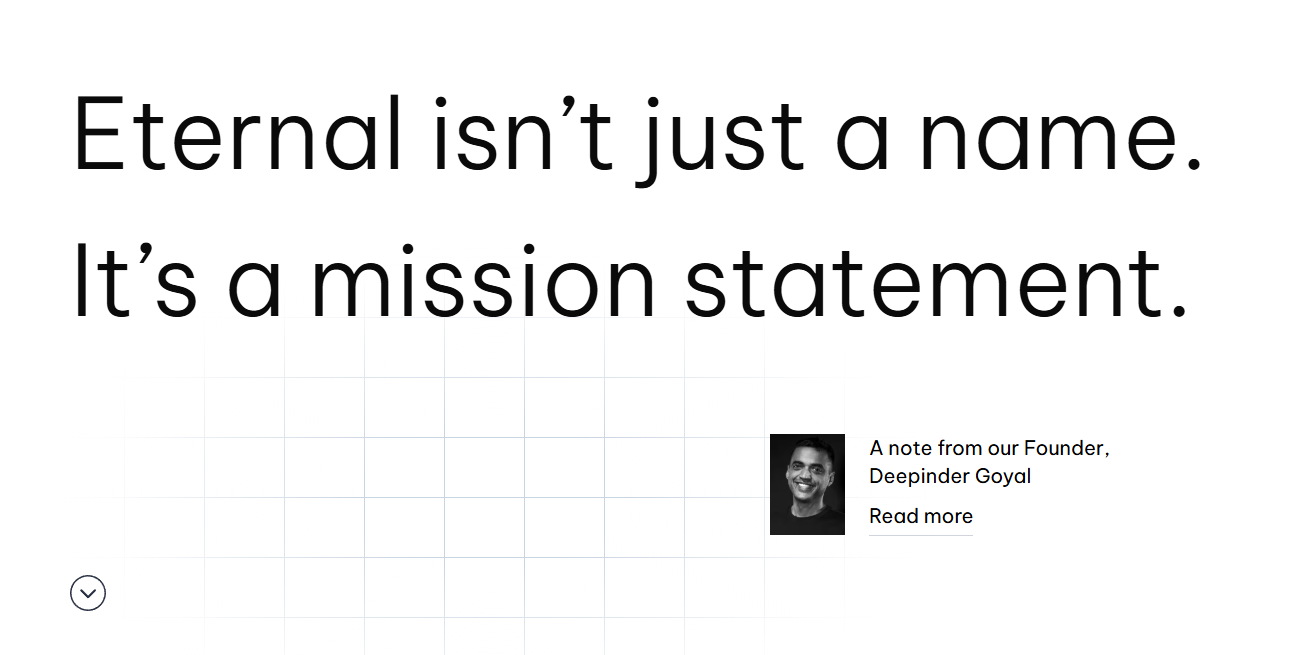 Eternal isn’t just a name.
It’s a mission statement.
A note from our Founder,
Deepinder Goyal
Read more